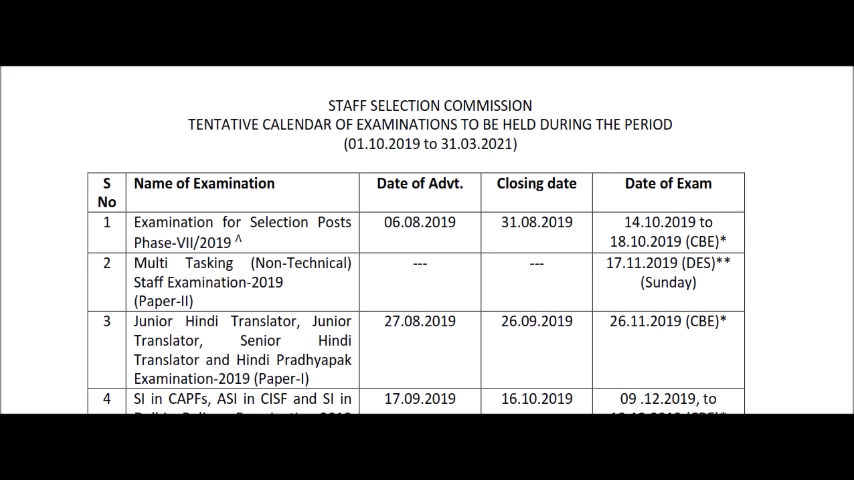 STAFF SELECTION COMMISSION
TENTATIVE CALENDAR OF EXAMINATIONS TO BE HELD DURING THE PERIOD
(01.10.2019 to 31.03.2021)
S No Name of Examination Date of Advt. Closing date Date of Exam
1 Examination for Selection Posts 06.08.2019 31.08.2019 14.10.2019 to
Phase-VII/2019 ^ 18.10.2019 (CBE)*
2 Multi Tasking (Non-Technical) --- --- 17.11.2019 (DES)**
Staff Examination-2019 (Sunday)
(Paper-II)
3 Junior Hindi Translator, Junior 27.08.2019 26.09.2019 26.11.2019 (CBE)*
Translator, Senior Hindi
Translator and Hindi Pradhyapak
Examination-2019 (Paper-I)
4 SI in CAPFs, ASI in CISF and SI in 17.09.2019 16.10.2019 09 .12.2019, to